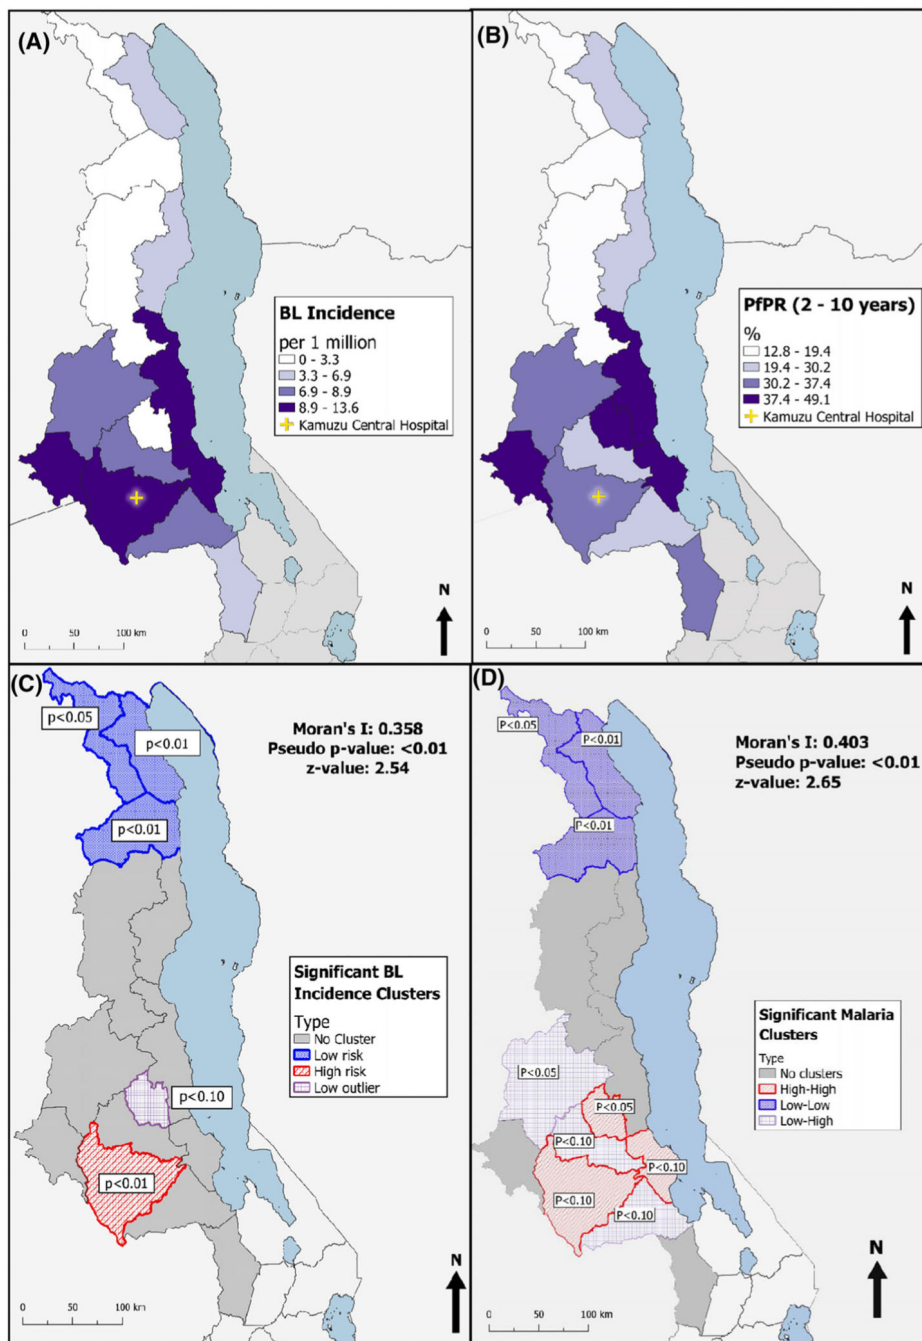 (A)
BL Incidence
per 1 million
0 - 3.3
3.3 - 6.9
6.9 - 8.9
8.9 - 13.6
Kamuzu Central Hospital
N
0 50 100 km
(B)
PfPR (2 - 10 years)
%
12.8 - 19.4
19.4 - 30.2
30.2 - 37.4
37.4 - 49.1
Kamuzu Central Hospital
N
0 50 100 km
(C)
p<0.05
p<0.01
p<0.01
Moran's I: 0.358
Pseudo p-value: <0.01
z-value: 2.54
Significant BL
Incidence Clusters
Type
No Cluster
Low risk
High risk
Low outlier
p<0.10
p<0.01
N
0 50 100 km
(D)
P<0.05
P<0.01
P<0.01
Moran's I: 0.403
Pseudo p-value: <0.01
z-value: 2.65
Significant Malaria
Clusters
Type
No clusters
High-High
Low-Low
Low-High
P<0.05
P<0.05
P<0.10
P<0.10
P<0.10
P<0.10
N
0 50 100 km